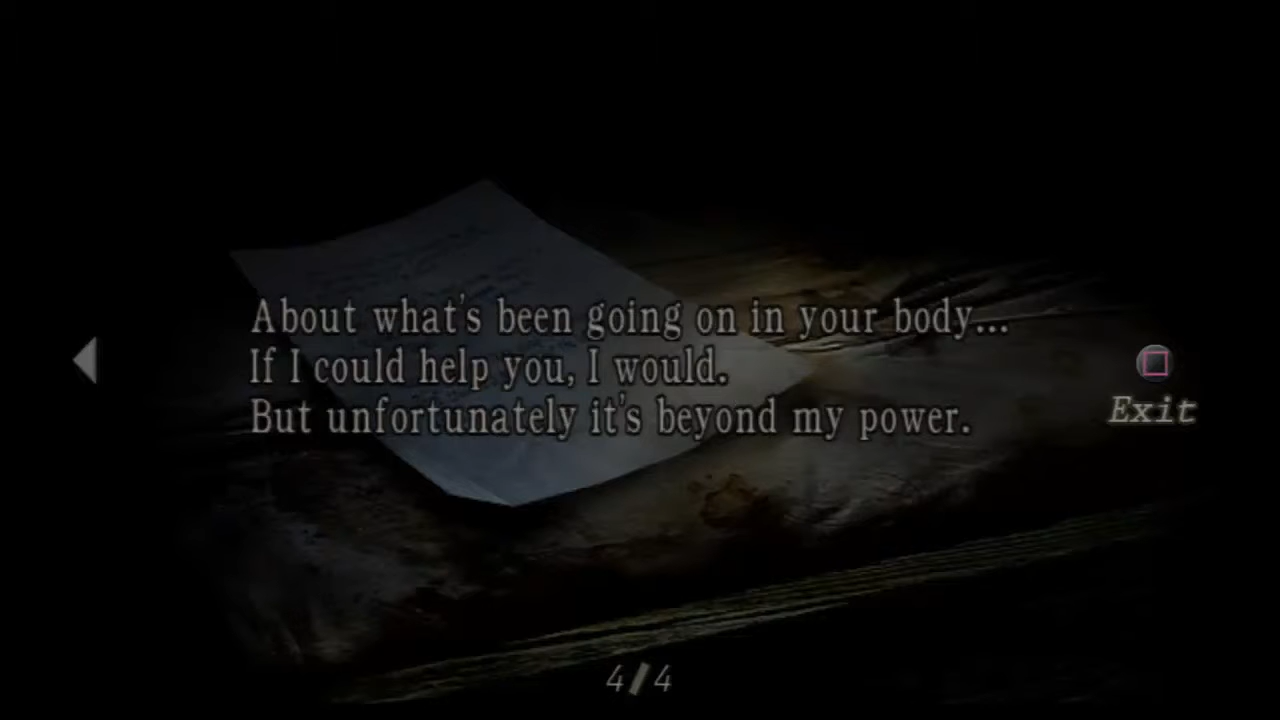 About what's been going on in your body...
If I could help you, I would.
But unfortunately it's beyond my power.
Exit
4/4